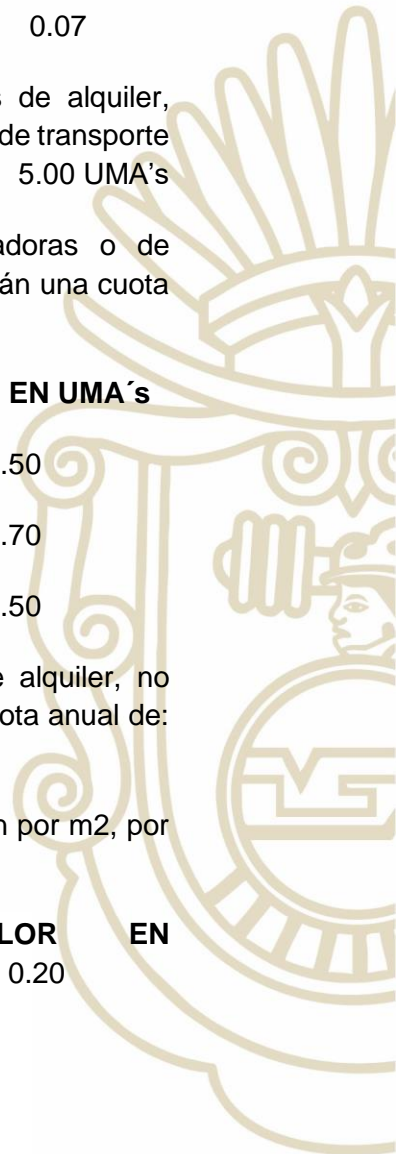 0.07
de alquiler,
de transporte
5.00 UMA’s
adoras o de
án una cuota
EN UMA´s
.50
.70
.50
alquiler, no
ota anual de:
por m2, por
LOR EN
0.20